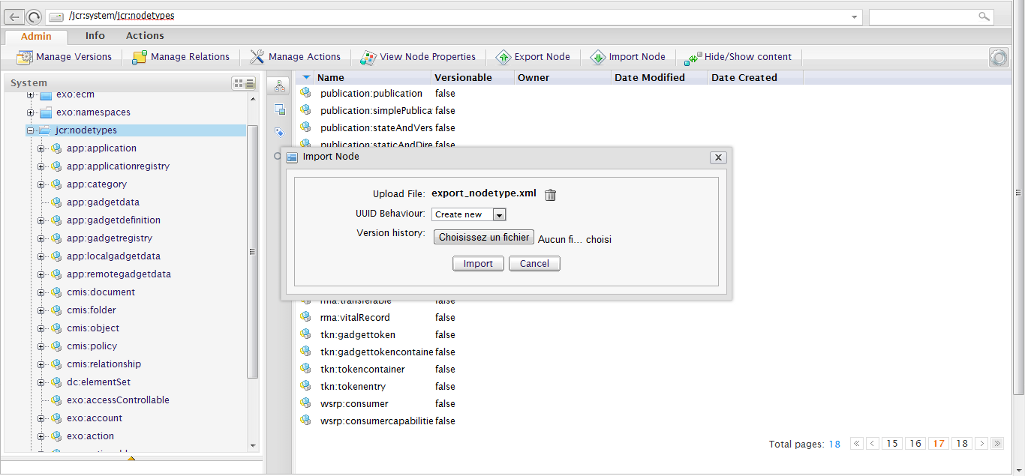 /jcr:system/jcr:nodetypes
Admin Info Actions
Manage Versions Manage Relations Manage Actions View Node Properties Export Node Import Node Hide/Show content
System
exo:ecm
exo:namespaces
jcr:nodetypes
app:application
app:applicationregistry
app:category
app:gadgetdata
app:gadgetdefinition
app:gadgetregistry
app:localgadgetdata
app:remotegadgetdata
cmis:document
cmis:folder
cmis:object
cmis:policy
cmis:relationship
dc:elementSet
exo:accessControllable
exo:account
exo:action
Name Versionable Owner Date Modified Date Created
publication:publication false
publication:simplePublica false
publication:stateAndVers false
publication:staticAndDire false
Import Node
Upload File: export_nodetype.xml
UUID Behaviour: Create new
Version history: Choisissez un fichier Aucun fi... choisi
Import Cancel
rma:transferable false
rma:vitalRecord false
tkn:gadgettoken false
tkn:gadgettokencontaine false
tkn:tokencontainer false
tkn:tokenentry false
wsrp:consumer false
wsrp:consumercapabilitie false
Total pages: 18 « < 15 16 17 18 > »